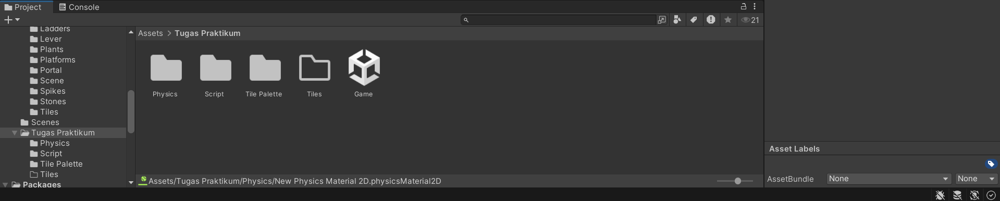 Project
Console
21
Ladders
Lever
Plants
Platforms
Portal
Scene
Spikes
Stones
Tiles
Scenes
Tugas Praktikum
Physics
Script
Tile Palette
Tiles
Packages
Assets > Tugas Praktikum
Physics
Script
Tile Palette
Tiles
Game
Assets/Tugas Praktikum/Physics/New Physics Material 2D.physicsMaterial2D
Asset Labels
AssetBundle None None